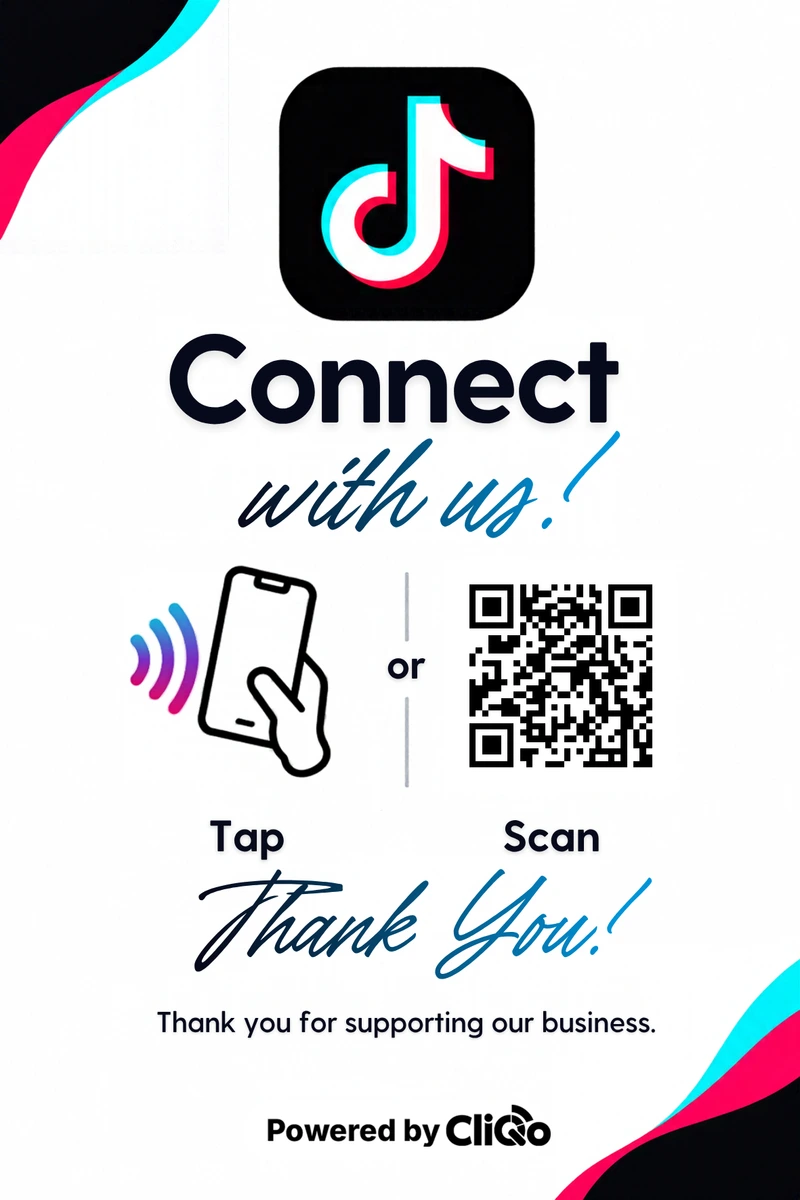 Connect
with us!
or
Tap
Scan
Thank You!
Thank you for supporting our business.
Powered by CliQo